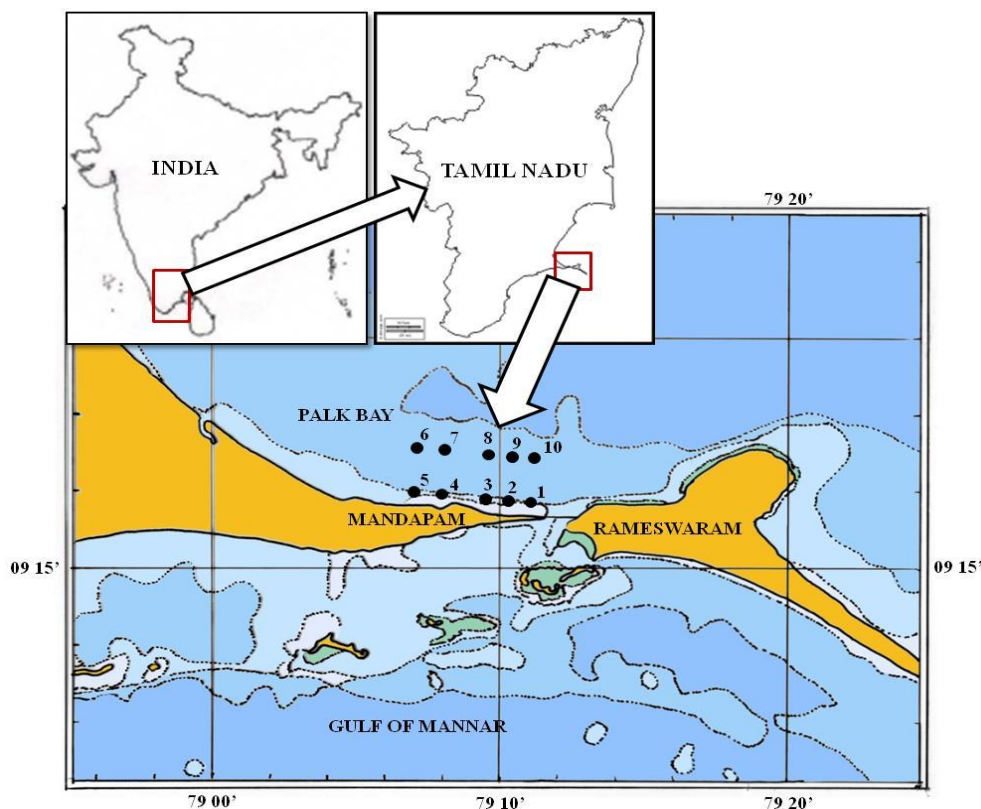 INDIA
TAMIL NADU
79 20’
PALK BAY
6 7 8 9 10
5 4 3 2 1
MANDAPAM
RAMESWARAM
09 15’
09 15’
GULF OF MANNAR
79 00’
79 10’
79 20’